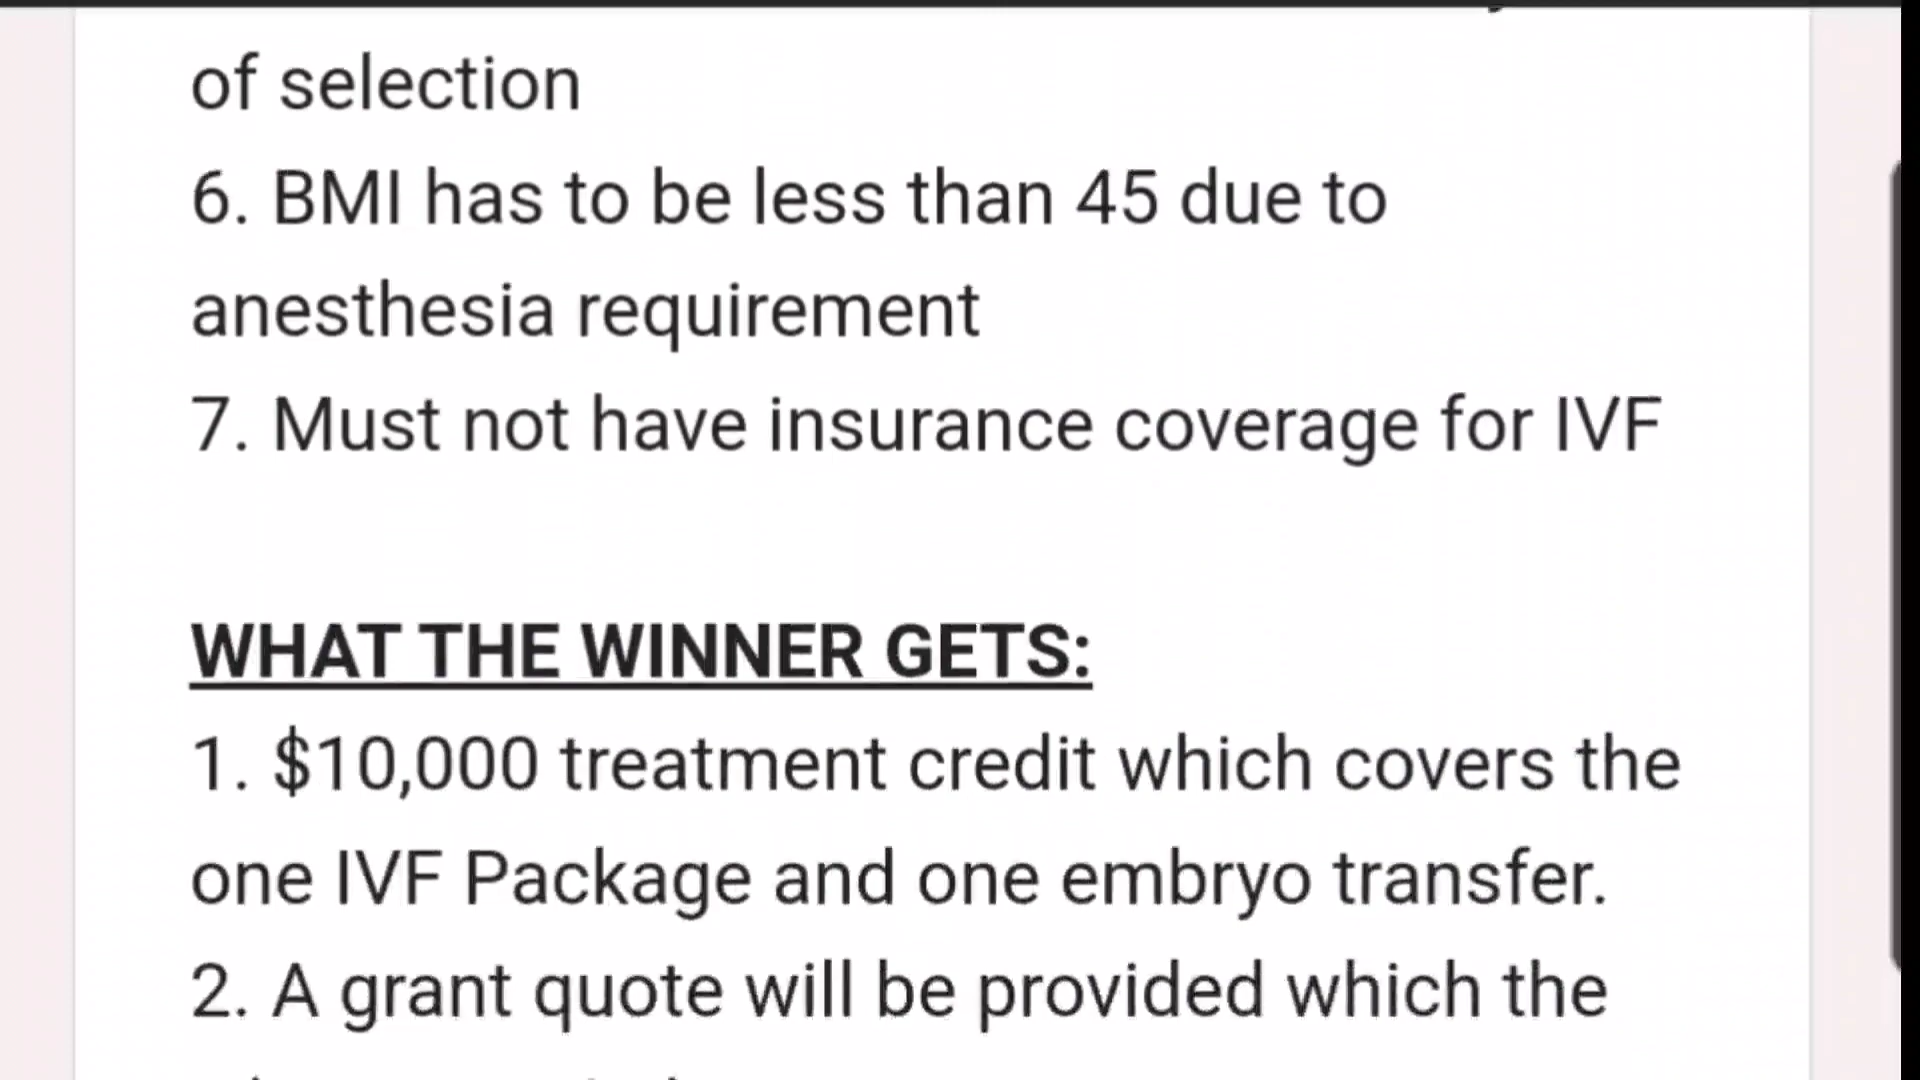 of selection
6. BMI has to be less than 45 due to
anesthesia requirement
7. Must not have insurance coverage for IVF
WHAT THE WINNER GETS:
1. $10,000 treatment credit which covers the
one IVF Package and one embryo transfer.
2. A grant quote will be provided which the